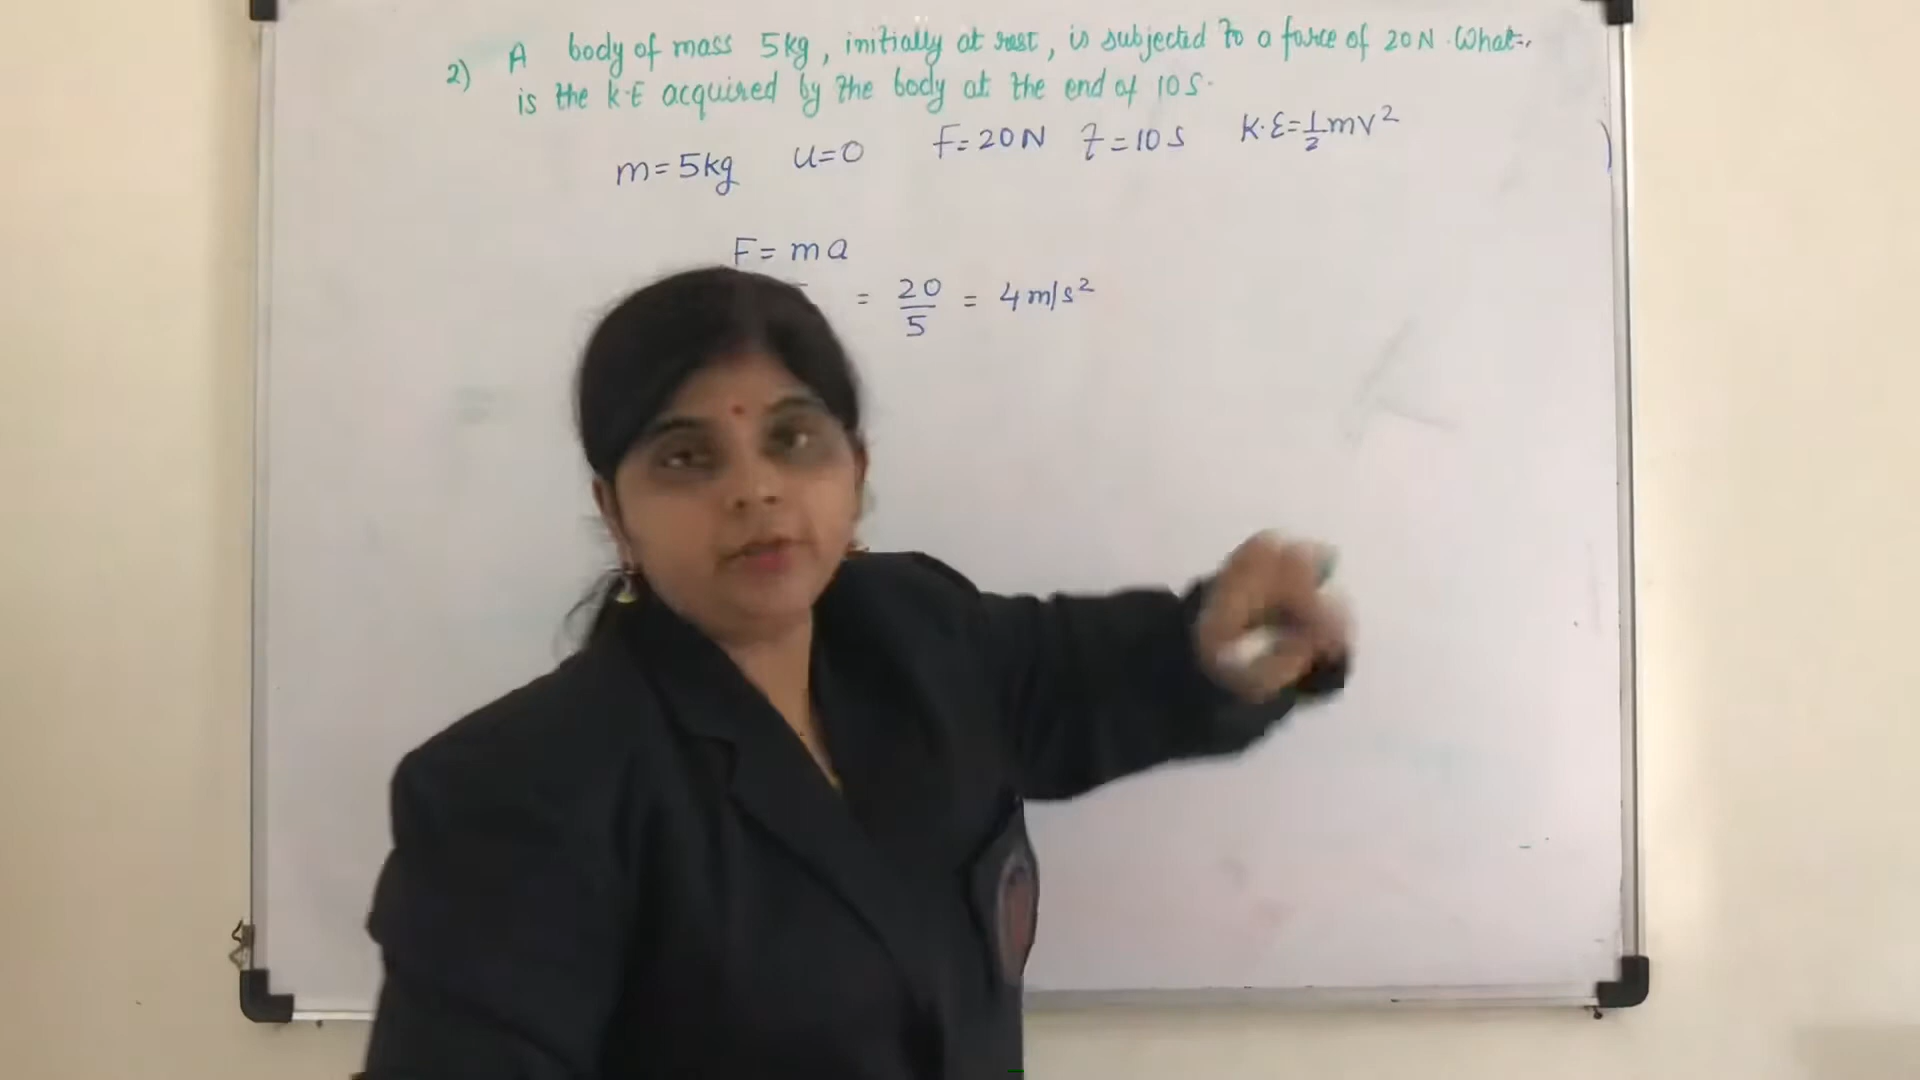 2) A body of mass 5kg, initially at rest, is subjected to a force of 20N. What
is the K.E acquired by the body at the end of 10s.
m=5kg u=0 F=20N t=10s K.E=1/2mv²
F= ma
= 20/5 = 4m/s²